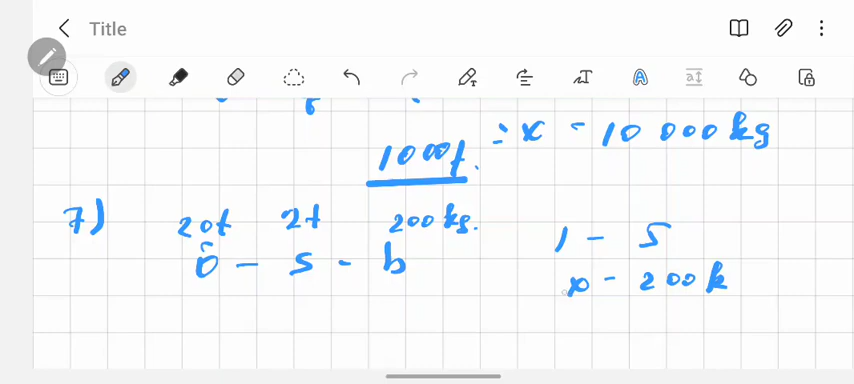 Title
1000t. : x - 10 000 kg
7) 20t 2t 200 kg.
ö - s - b
1 - 5
x - 200 k